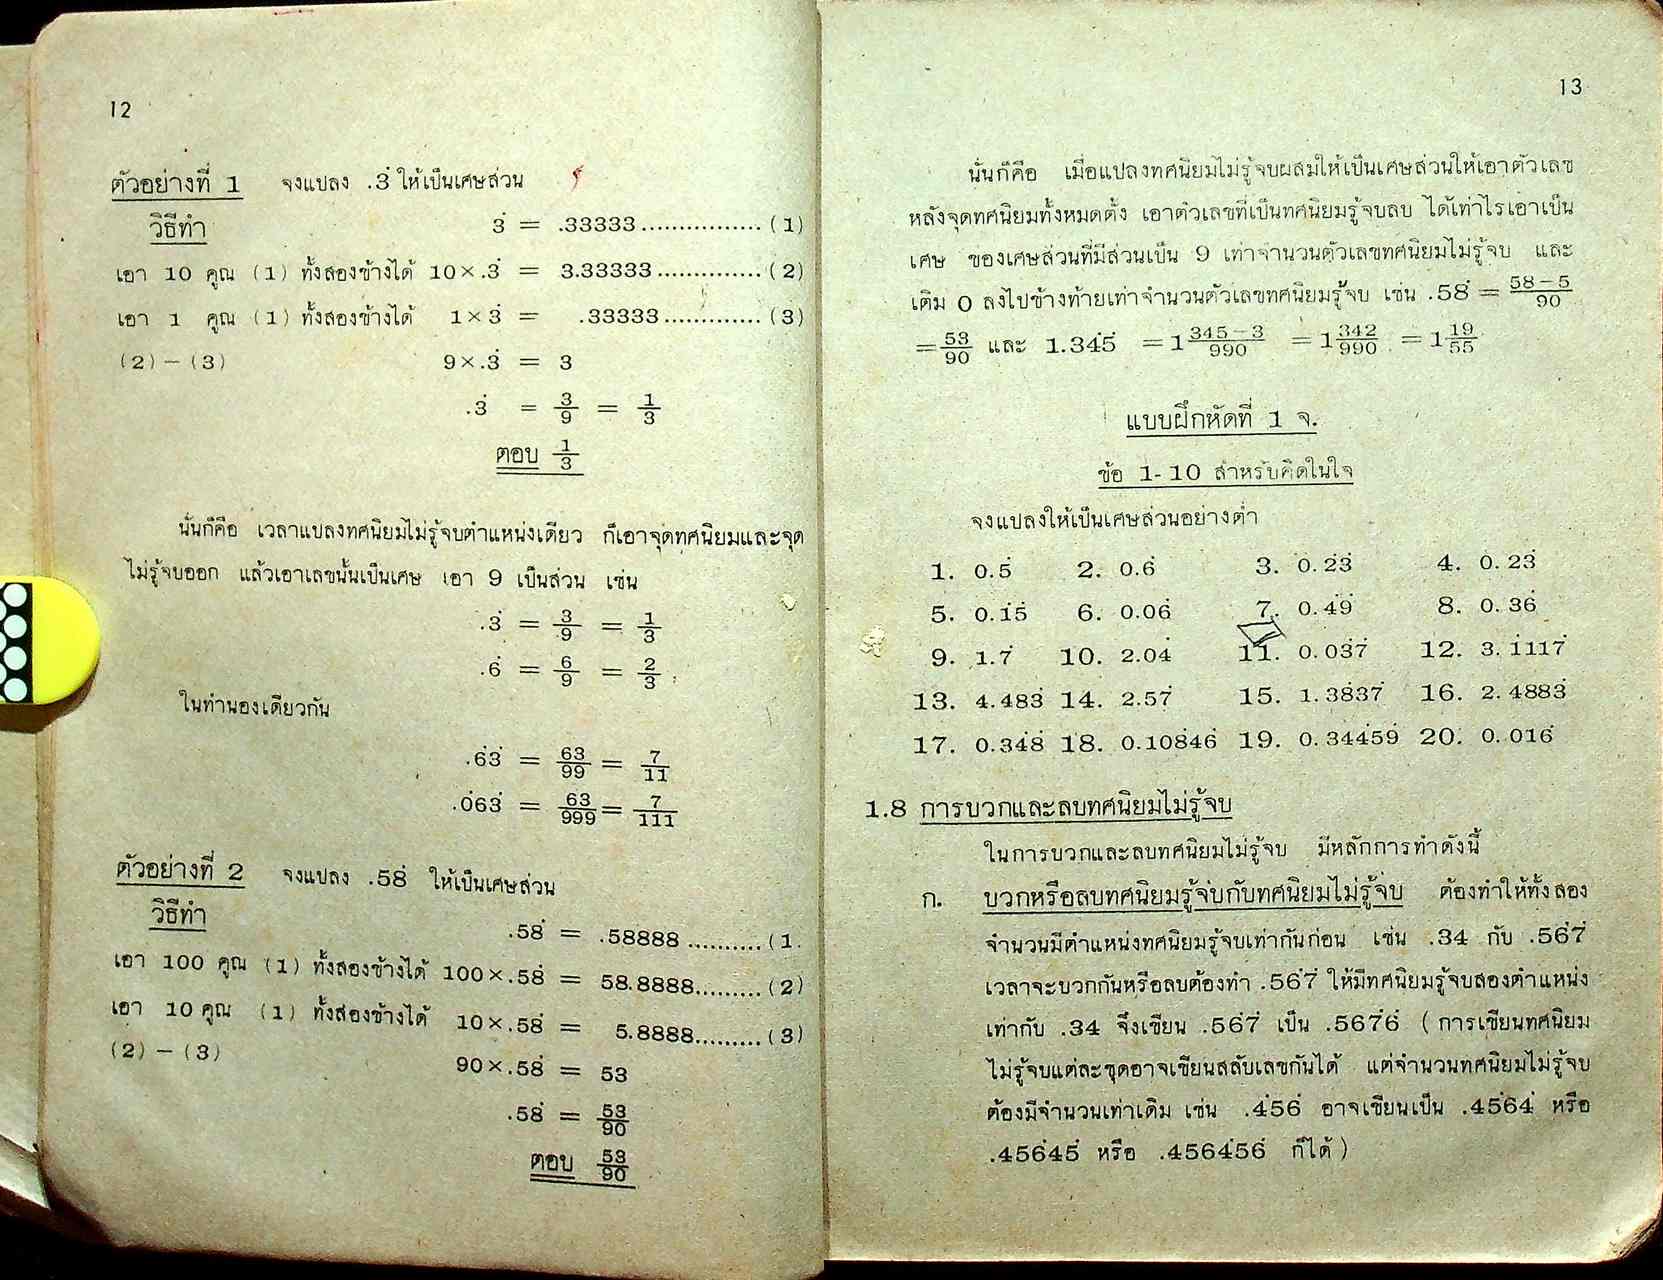 12
ตัวอย่างที่ 1 จงแปลง .3̇ ให้เป็นเศษส่วน
วิธีทำ 3̇ = .33333................(1)
เอา 10 คูณ (1) ทั้งสองข้างได้ 10×.3̇ = 3.33333..............(2)
เอา 1 คูณ (1) ทั้งสองข้างได้ 1×3̇ = .33333.............(3)
(2)−(3) 9×.3̇ = 3
.3̇ = 3/9 = 1/3
ตอบ 1/3
นั่นก็คือ เวลาแปลงทศนิยมไม่รู้จบตำแหน่งเดียว ก็เอาจุดทศนิยมและจุด
ไม่รู้จบออก แล้วเอาเลขนั้นเป็นเศษ เอา 9 เป็นส่วน เช่น
.3̇ = 3/9 = 1/3
.6̇ = 6/9 = 2/3
ในทำนองเดียวกัน
.6̇3̇ = 63/99 = 7/11
.0̇63̇ = 63/999 = 7/111
ตัวอย่างที่ 2 จงแปลง .58̇ ให้เป็นเศษส่วน
วิธีทำ .58̇ = .58888..........(1.
เอา 100 คูณ (1) ทั้งสองข้างได้ 100×.58̇ = 58.8888.........(2)
เอา 10 คูณ (1) ทั้งสองข้างได้ 10×.58̇ = 5.8888.........(3)
(2)−(3) 90×.58̇ = 53
.58̇ = 53/90
ตอบ 53/90
13
นั่นก็คือ เมื่อแปลงทศนิยมไม่รู้จบผสมให้เป็นเศษส่วนให้เอาตัวเลข
หลังจุดทศนิยมทั้งหมดตั้ง เอาตัวเลขที่เป็นทศนิยมรู้จบลบ ได้เท่าไรเอาเป็น
เศษ ของเศษส่วนที่มีส่วนเป็น 9 เท่าจำนวนตัวเลขทศนิยมไม่รู้จบ และ
เติม 0 ลงไปข้างท้ายเท่าจำนวนตัวเลขทศนิยมรู้จบ เช่น .58̇ = 58−5/90
= 53/90 และ 1.34̇5̇ = 1 345−3/990 = 1 342/990 = 1 19/55
แบบฝึกหัดที่ 1 จ.
ข้อ 1-10 สำหรับคิดในใจ
จงแปลงให้เป็นเศษส่วนอย่างต่ำ
1. 0.5̇ 2. 0.6̇ 3. 0.2̇3̇ 4. 0.23̇
5. 0.1̇5̇ 6. 0.06̇ 7. 0.4̇9̇ 8. 0.36̇
9. 1.7̇ 10. 2.04̇ 11. 0.03̇7̇ 12. 3.1̇117̇
13. 4.483̇ 14. 2.57̇ 15. 1.3̇837̇ 16. 2.4883̇
17. 0.3̇48̇ 18. 0.10846̇ 19. 0.34459̇ 20. 0.016̇
1.8 การบวกและลบทศนิยมไม่รู้จบ
ในการบวกและลบทศนิยมไม่รู้จบ มีหลักการทำดังนี้
ก. บวกหรือลบทศนิยมรู้จบกับทศนิยมไม่รู้จบ ต้องทำให้ทั้งสอง
จำนวนมีตำแหน่งทศนิยมรู้จบเท่ากันก่อน เช่น .34 กับ .56̇7̇
เวลาจะบวกกันหรือลบต้องทำ .56̇7̇ ให้มีทศนิยมรู้จบสองตำแหน่ง
เท่ากับ .34 จึงเขียน .56̇7̇ เป็น .567̇6̇ (การเขียนทศนิยม
ไม่รู้จบแต่ละชุดอาจเขียนสลับเลขกันได้ แต่จำนวนทศนิยมไม่รู้จบ
ต้องมีจำนวนเท่าเดิม เช่น .4̇56̇ อาจเขียนเป็น .45̇64̇ หรือ
.456̇45̇ หรือ .4564̇56̇ ก็ได้)